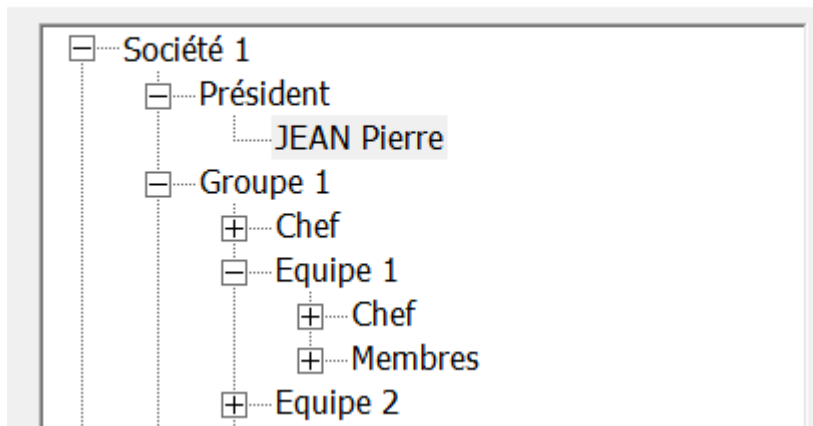 Société 1
Président
JEAN Pierre
Groupe 1
Chef
Equipe 1
Chef
Membres
Equipe 2